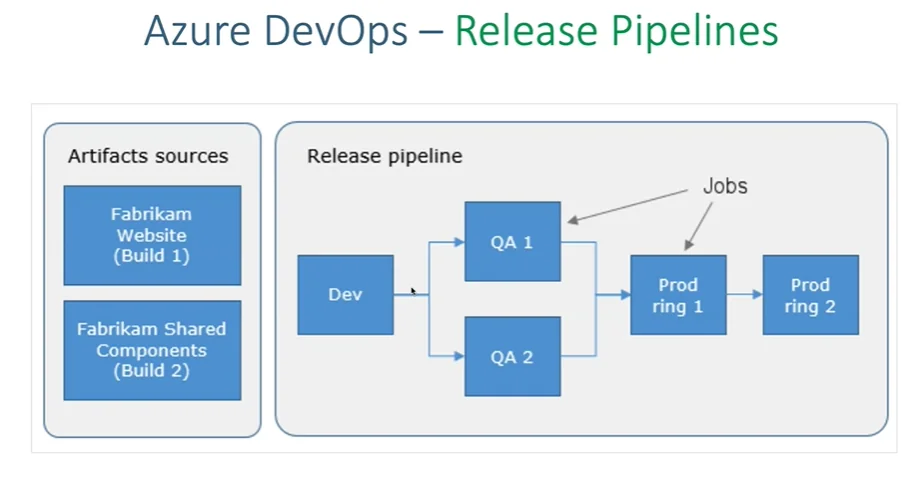 Azure DevOps – Release Pipelines
Artifacts sources
Fabrikam
Website
(Build 1)
Fabrikam Shared
Components
(Build 2)
Release pipeline
Jobs
Dev
QA 1
QA 2
Prod
ring 1
Prod
ring 2